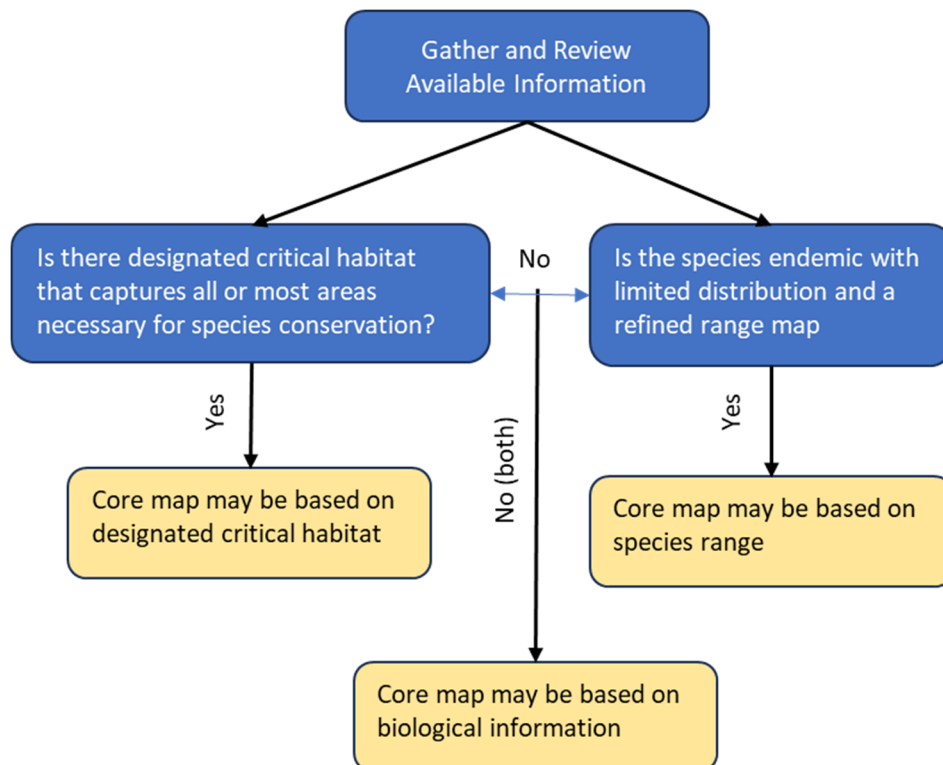 Gather and Review
Available Information
Is there designated critical habitat
that captures all or most areas
necessary for species conservation?
No
Is the species endemic with
limited distribution and a
refined range map
Yes
No (both)
Yes
Core map may be based on
designated critical habitat
Core map may be based on
species range
Core map may be based on
biological information